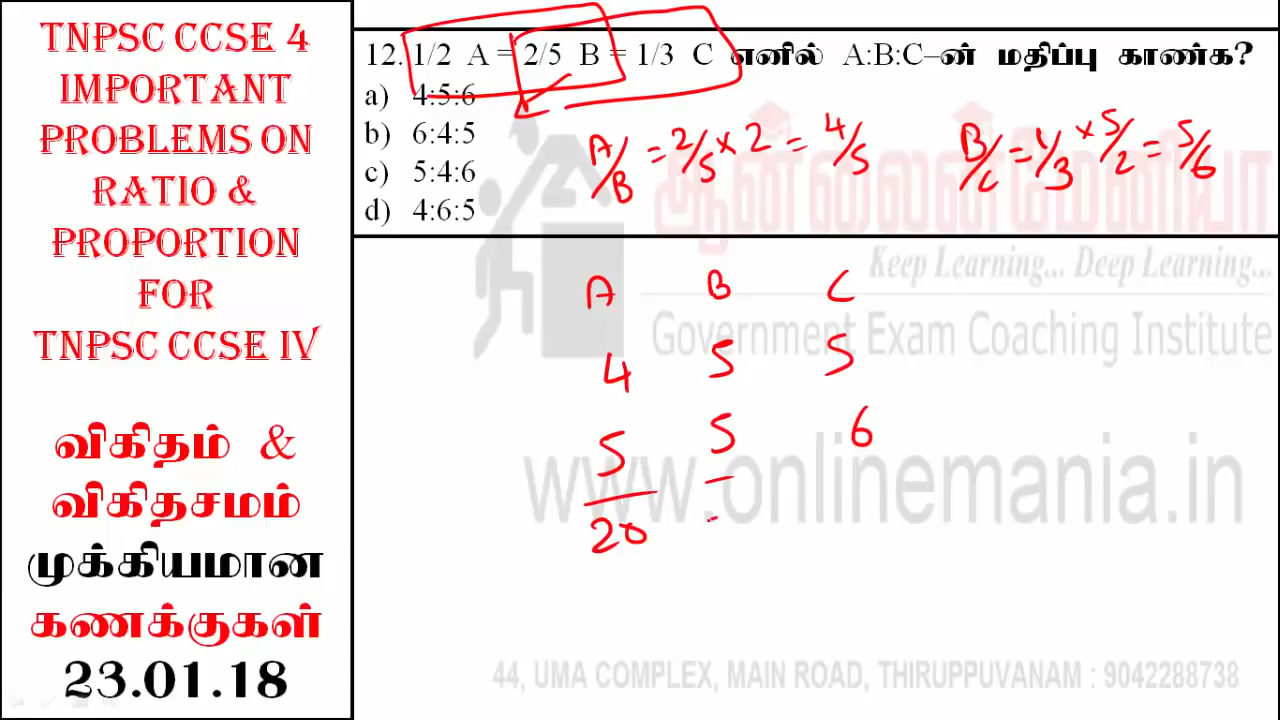 TNPSC CCSE 4
IMPORTANT
PROBLEMS ON
RATIO &
PROPORTION
FOR
TNPSC CCSE IV
விகிதம் &
விகிதசமம்
முக்கியமான
கணக்குகள்
23.01.18
12. 1/2 A = 2/5 B = 1/3 C எனில் A:B:C–ன் மதிப்பு காண்க?
a) 4:5:6
b) 6:4:5
c) 5:4:6
d) 4:6:5
A/B = 2/5 × 2 = 4/5
B/C = 1/3 × 5/2 = 5/6
ஆன்லைன்மேனியா
Keep Learning... Deep Learning...
Government Exam Coaching Institute
A B C
4 5 5
5 5 6
20
www.onlinemania.in
44, UMA COMPLEX, MAIN ROAD, THIRUPPUVANAM : 9042288738